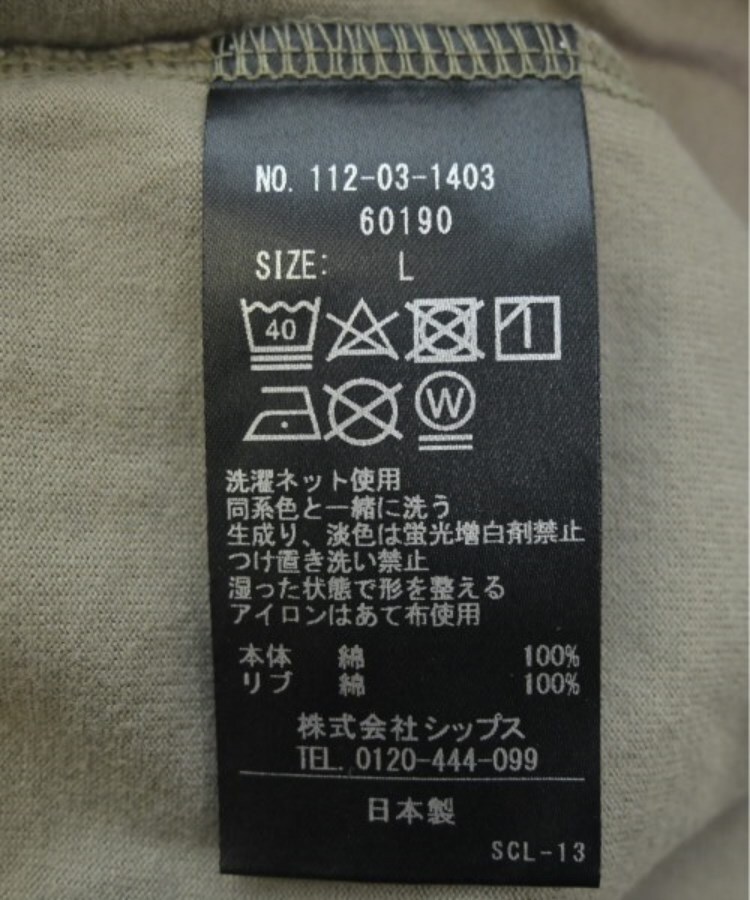 NO. 112-03-1403
60190
SIZE: L
40
W
洗濯ネット使用
同系色と一緒に洗う
生成り、淡色は蛍光増白剤禁止
つけ置き洗い禁止
湿った状態で形を整える
アイロンはあて布使用
本体 綿 100%
リブ 綿 100%
株式会社シップス
TEL. 0120-444-099
日本製
SCL-13